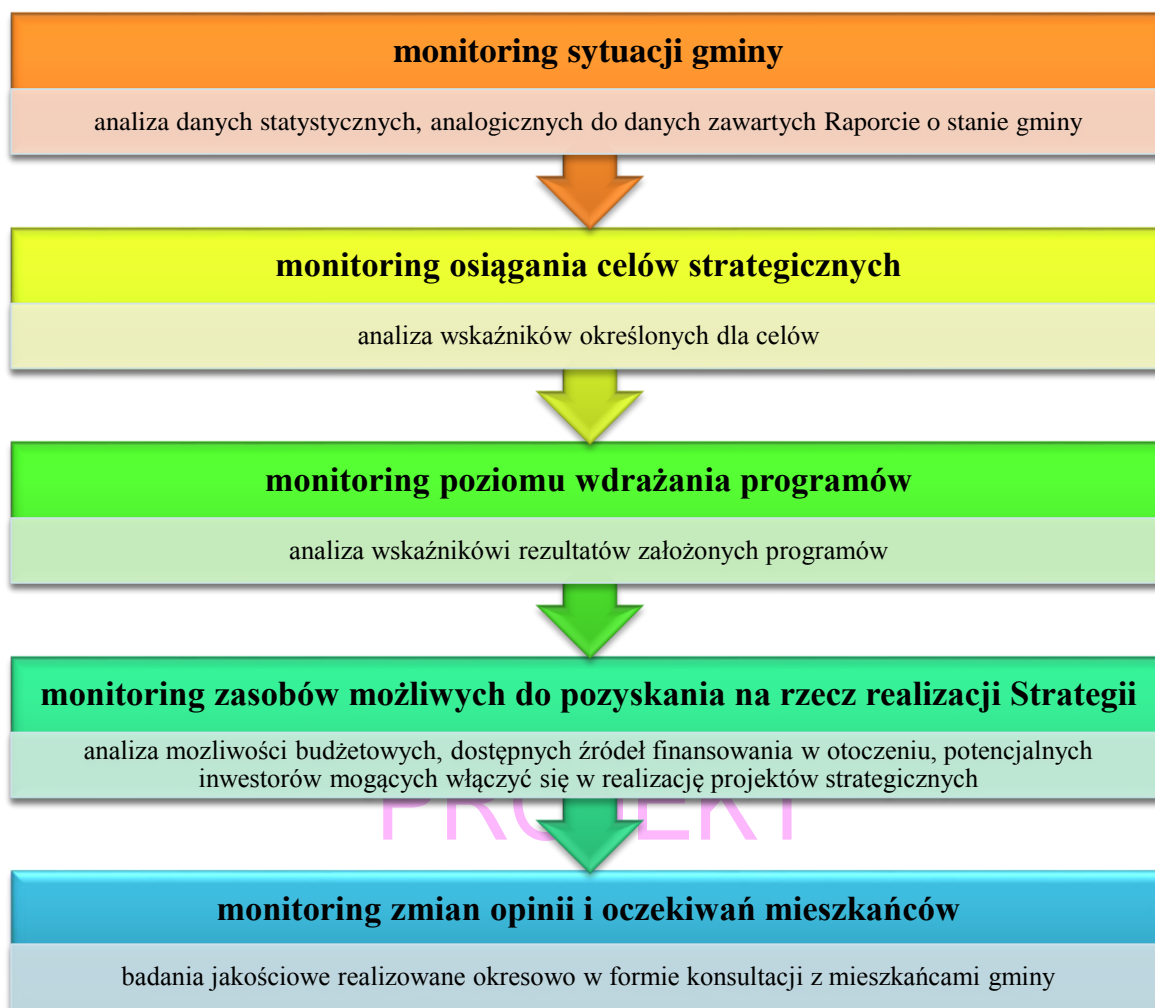 monitoring sytuacji gminy
analiza danych statystycznych, analogicznych do danych zawartych Raporcie o stanie gminy
monitoring osiągania celów strategicznych
analiza wskaźników określonych dla celów
monitoring poziomu wdrażania programów
analiza wskaźnikówi rezultatów założonych programów
monitoring zasobów możliwych do pozyskania na rzecz realizacji Strategii
analiza mozliwości budżetowych, dostępnych źródeł finansowania w otoczeniu, potencjalnych
inwestorów mogących włączyć się w realizację projektów strategicznych
PROJEKT
monitoring zmian opinii i oczekiwań mieszkańców
badania jakościowe realizowane okresowo w formie konsultacji z mieszkańcami gminy